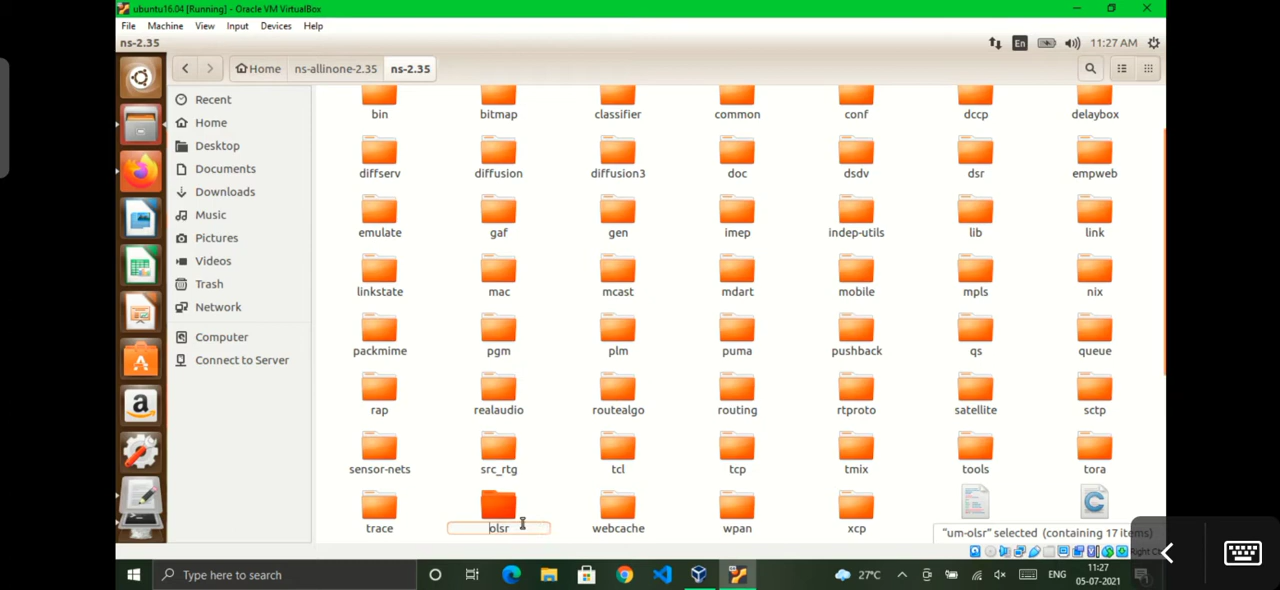 ubuntu16.04 [Running] - Oracle VM VirtualBox
File Machine View Input Devices Help
ns-2.35
En
11:27 AM
Home ns-allinone-2.35 ns-2.35
Recent
Home
Desktop
Documents
Downloads
Music
Pictures
Videos
Trash
Network
Computer
Connect to Server
bin bitmap classifier common conf dccp delaybox
diffserv diffusion diffusion3 doc dsdv dsr empweb
emulate gaf gen imep indep-utils lib link
linkstate mac mcast mdart mobile mpls nix
packmime pgm plm puma pushback qs queue
rap realaudio routealgo routing rtproto satellite sctp
sensor-nets src_rtg tcl tcp tmix tools tora
trace olsr webcache wpan xcp
"um-olsr" selected (containing 17 items)
Right C
Type here to search
27°C
ENG
11:27
05-07-2021